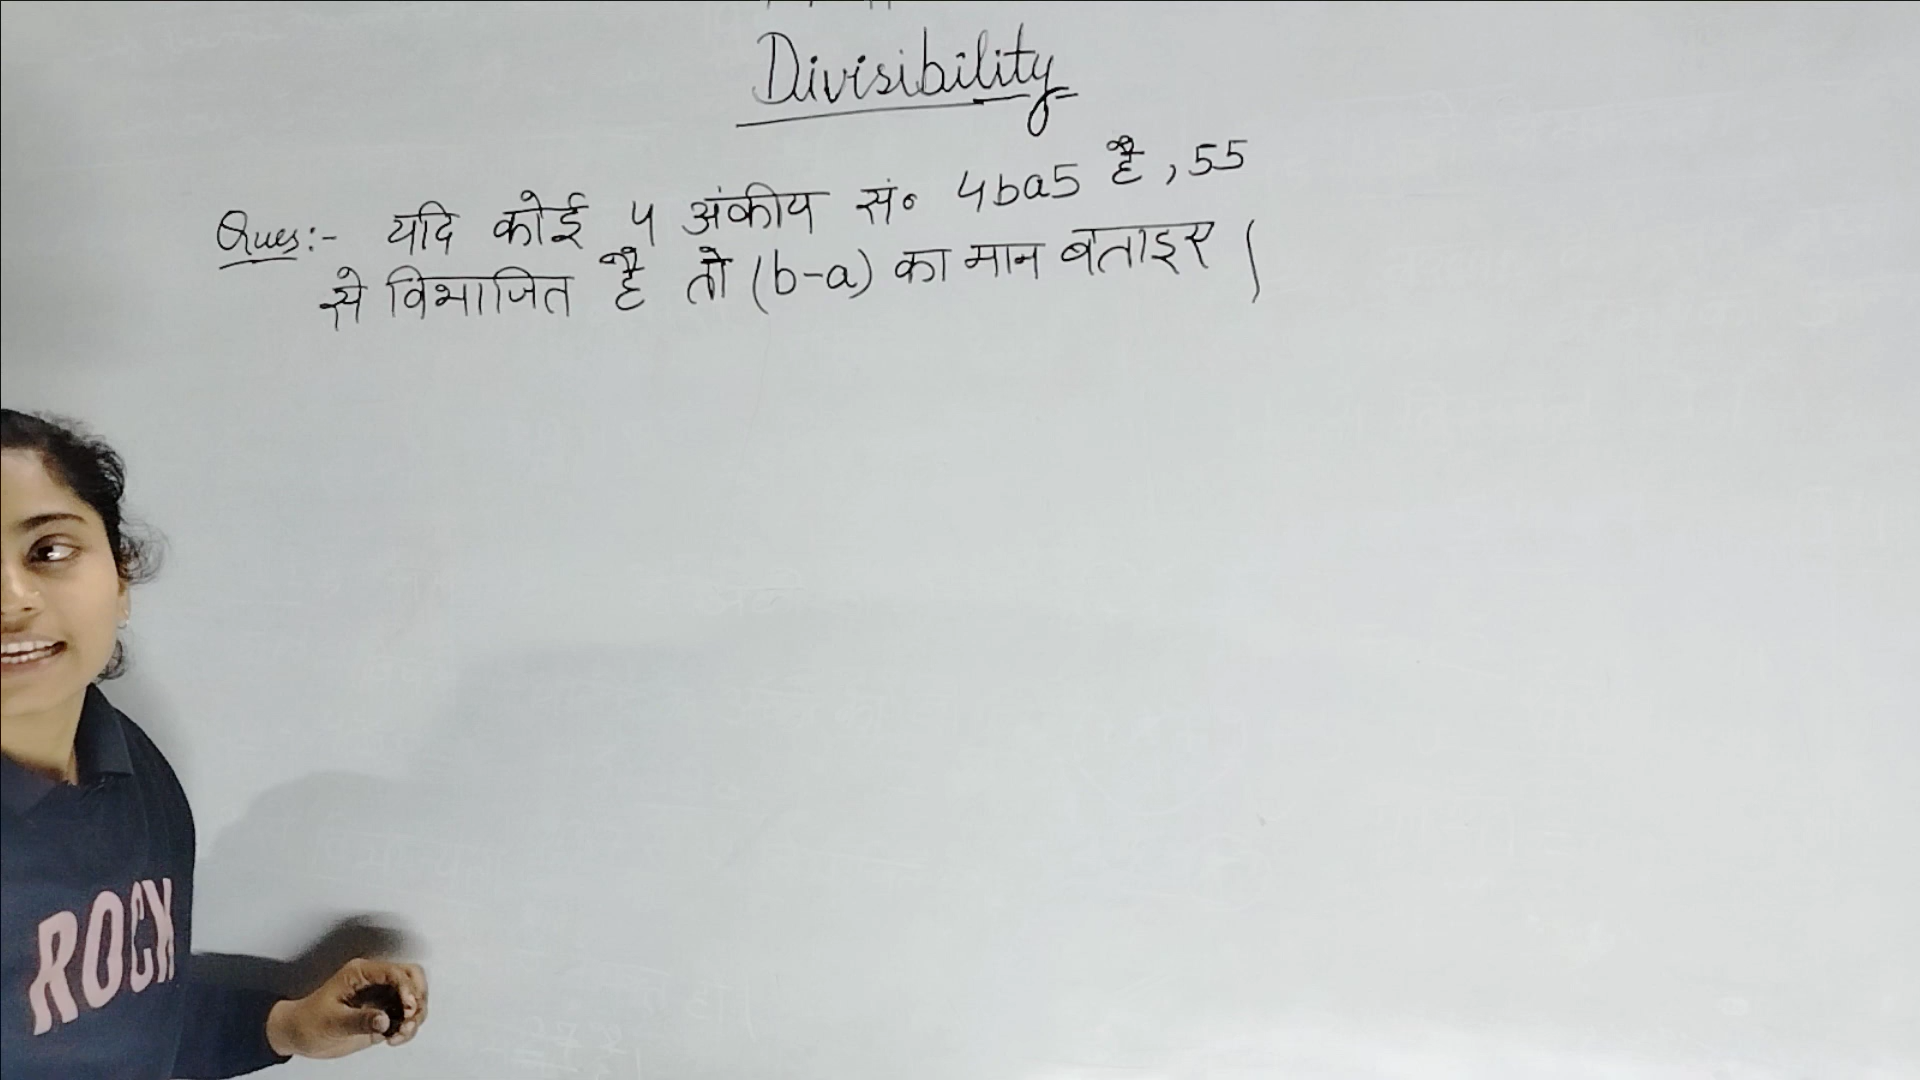 Divisibility
Ques:- यदि कोई 4 अंकीय सं॰ 4ba5 है, 55
से विभाजित है तो (b-a) का मान बताइए |
ROCK